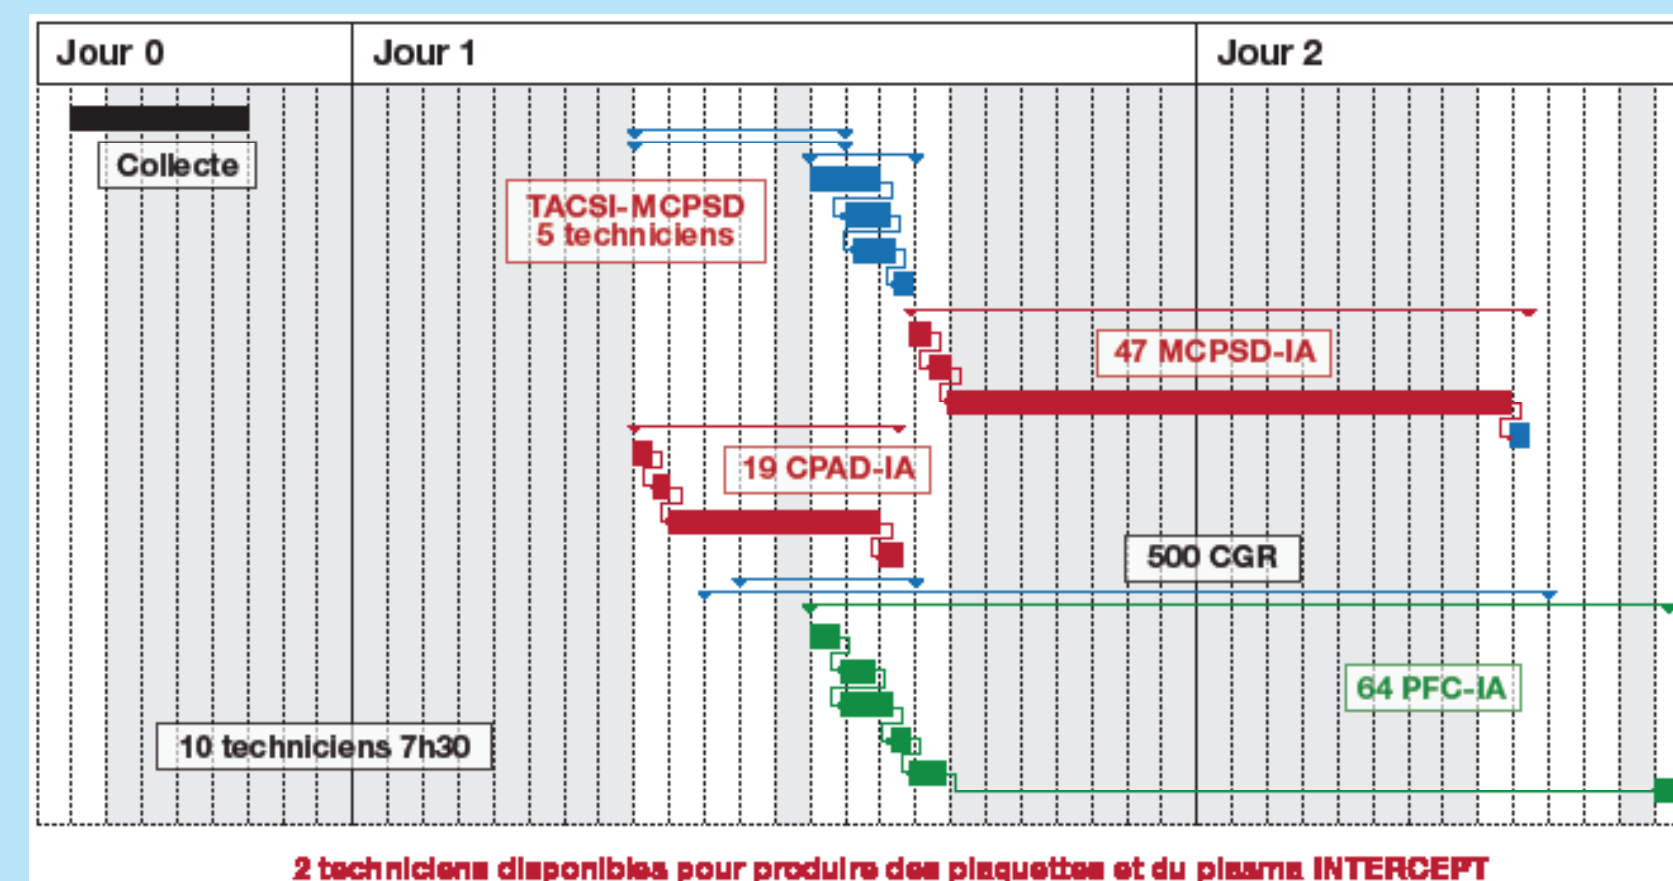 Jour 0
Jour 1
Jour 2
Collecte
TACSI-MCPSD
5 techniciens
47 MCPSD-IA
19 CPAD-IA
500 CGR
64 PFC-IA
10 techniciens 7h30
2 techniciens disponibles pour produire des plaquettes et du plasma INTERCEPT